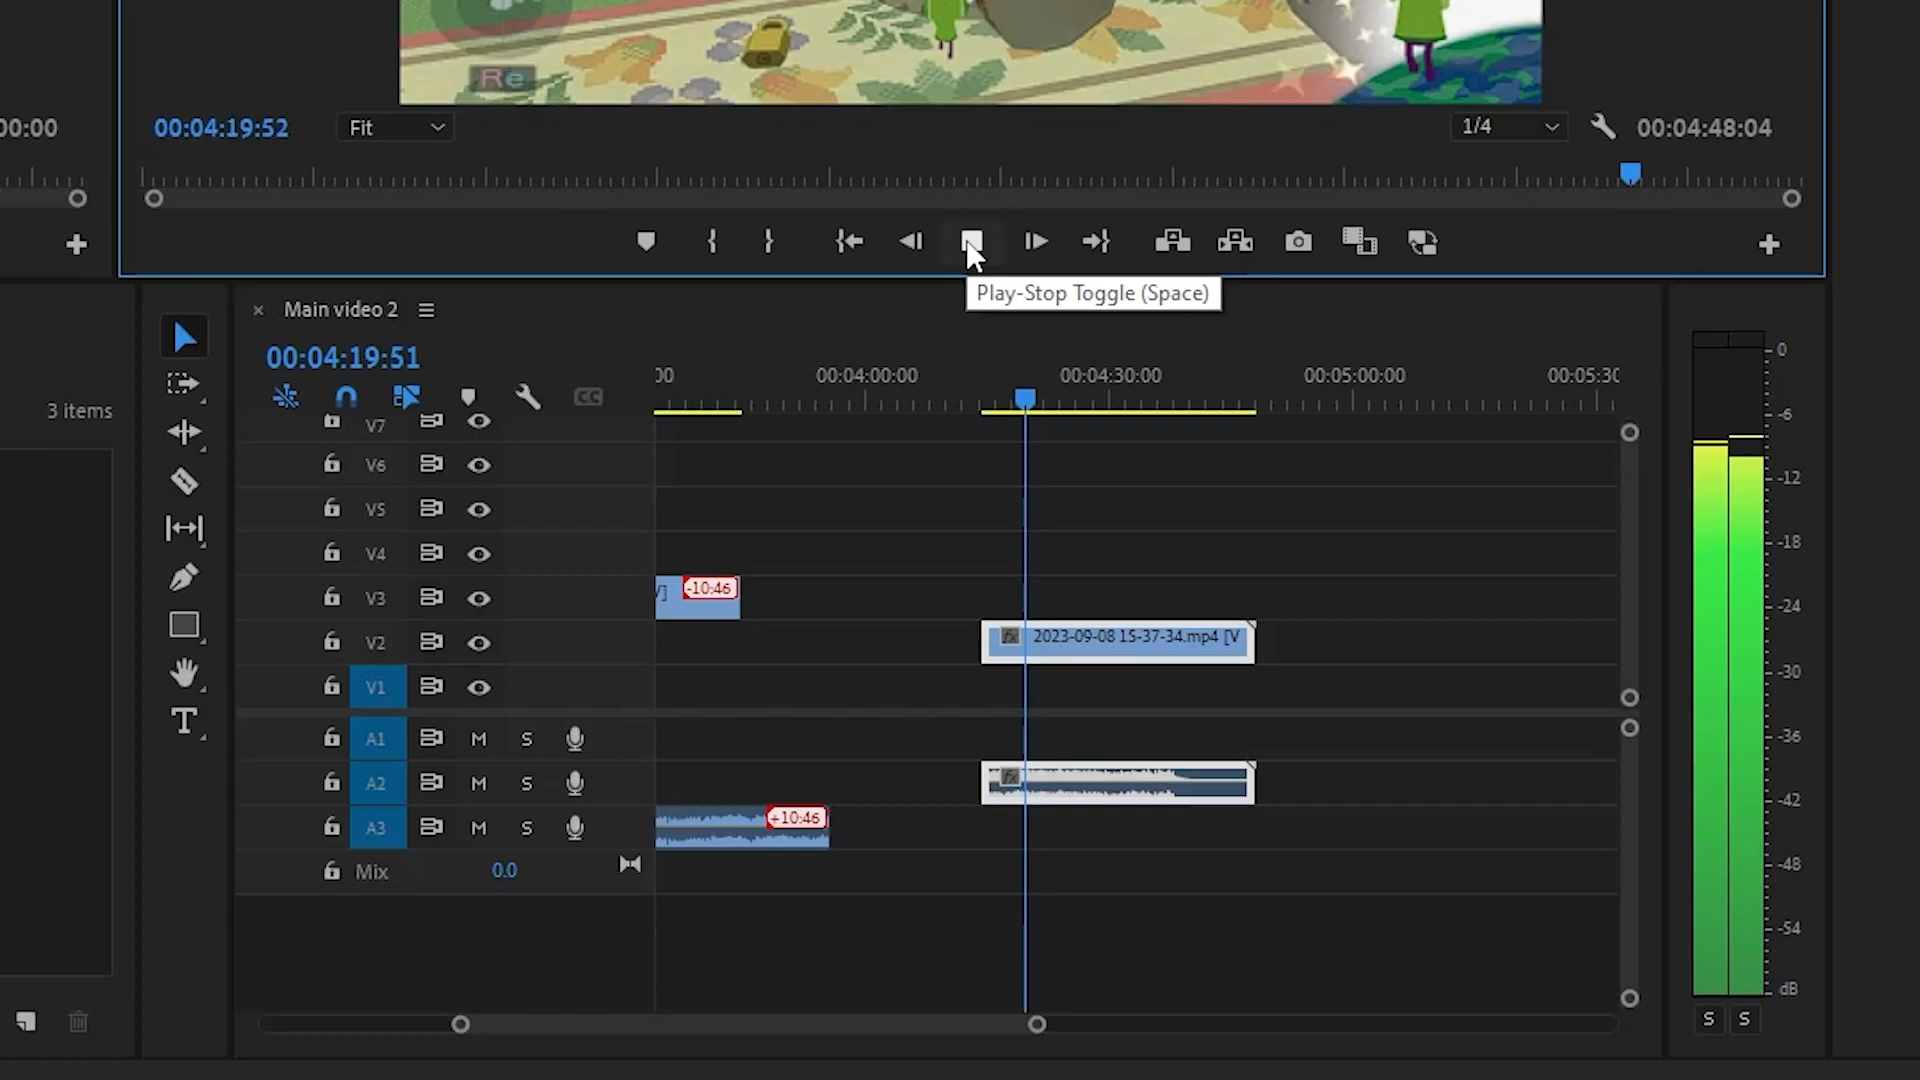 Re
00:00
00:04:19:52
Fit
1/4
00:04:48:04
Play-Stop Toggle (Space)
Main video 2
00:04:19:51
3 items
00
00:04:00:00
00:04:30:00
00:05:00:00
00:05:30
CC
V7
V6
V5
V4
V3
-10:46
V2
fx 2023-09-08 15-37-34.mp4 [V
V1
A1 M S
A2 M S
fx
A3 M S
+10:46
Mix 0.0
0
-6
-12
-18
-24
-30
-36
-42
-48
-54
dB
S S